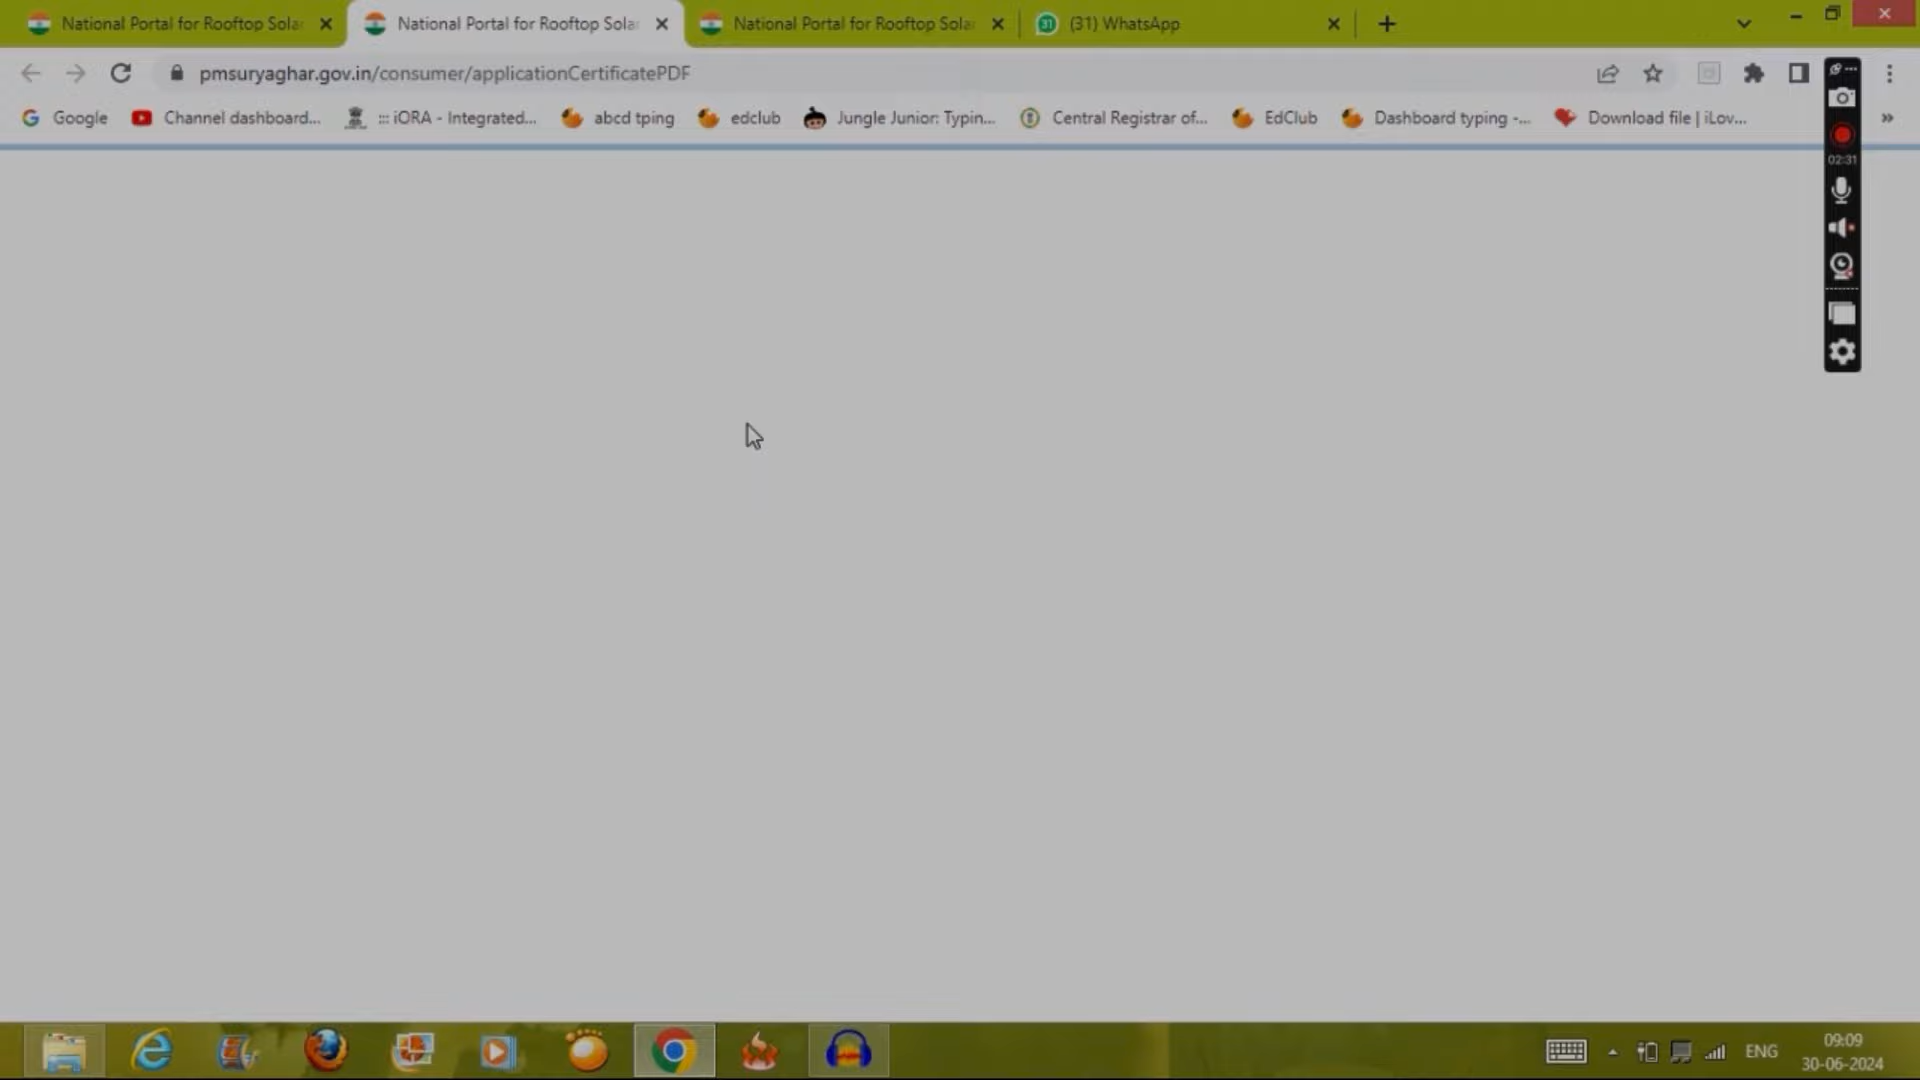 National Portal for Rooftop Sola
National Portal for Rooftop Sola
National Portal for Rooftop Sola
31
(31) WhatsApp
pmsuryaghar.gov.in/consumer/applicationCertificatePDF
Google
Channel dashboard...
::: iORA - Integrated...
abcd tping
edclub
Jungle Junior: Typin...
Central Registrar of...
EdClub
Dashboard typing -...
Download file | iLov...
»
02:31
ENG
09:09
30-06-2024